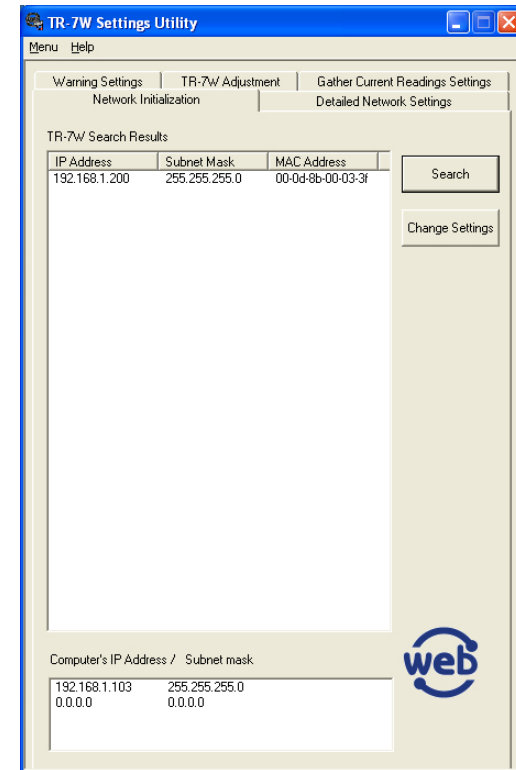 TR-7W Settings Utility
Menu Help
Warning Settings TR-7W Adjustment Gather Current Readings Settings
Network Initialization Detailed Network Settings
TR-7W Search Results
IP Address Subnet Mask MAC Address
192.168.1.200 255.255.255.0 00-0d-8b-00-03-3f
Search
Change Settings
Computer's IP Address / Subnet mask
192.168.1.103 255.255.255.0
0.0.0.0 0.0.0.0
web